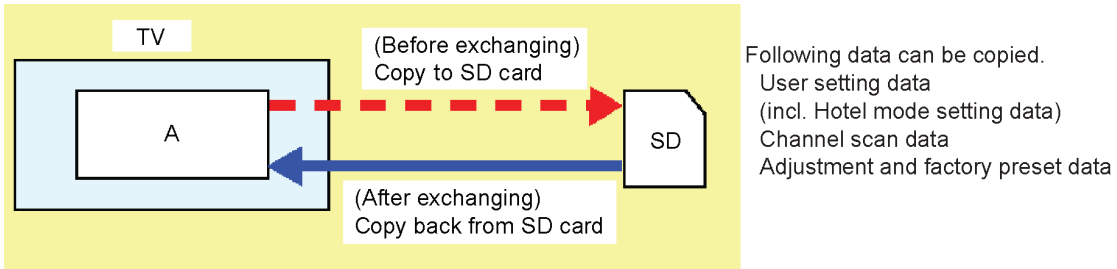 TV
(Before exchanging)
Copy to SD card
A
SD
(After exchanging)
Copy back from SD card
Following data can be copied.
User setting data
(incl. Hotel mode setting data)
Channel scan data
Adjustment and factory preset data